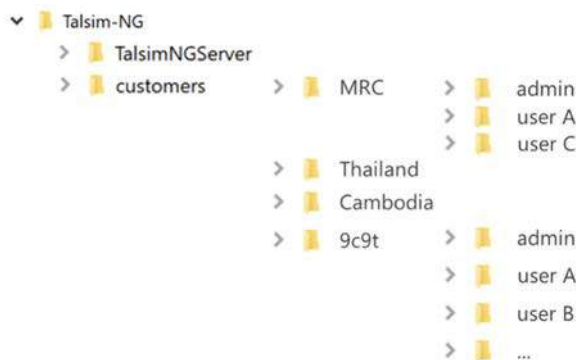 Talsim-NG
TalsimNGServer
customers
MRC
admin
user A
user C
Thailand
Cambodia
9c9t
admin
user A
user B
...